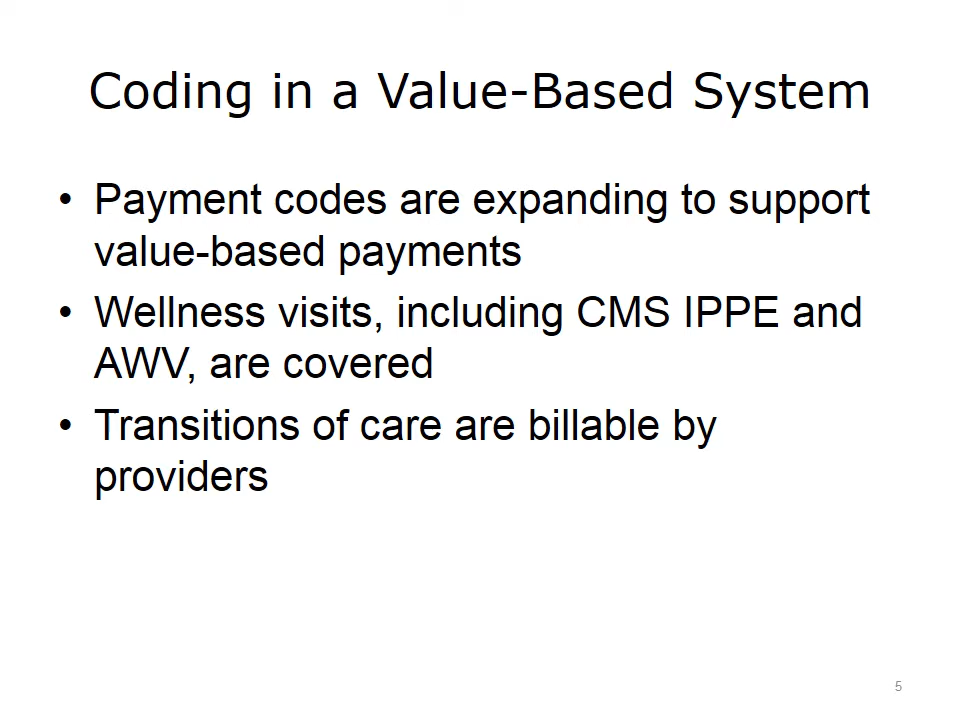 Coding in a Value-Based System
• Payment codes are expanding to support
value-based payments
• Wellness visits, including CMS IPPE and
AWV, are covered
• Transitions of care are billable by
providers
5